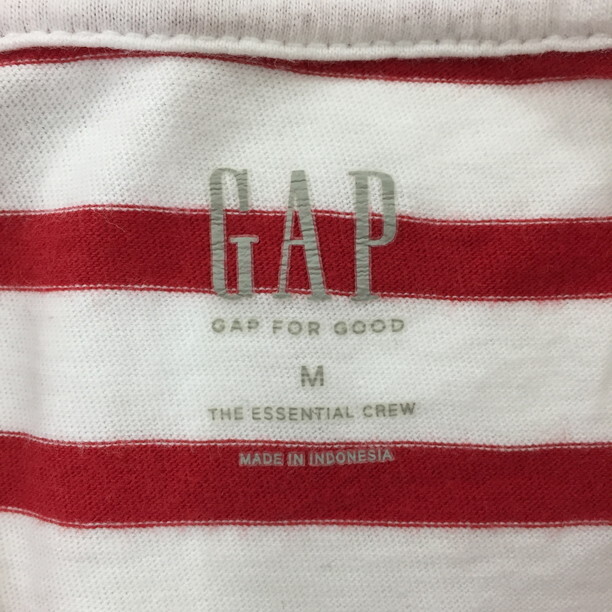 GAP
GAP FOR GOOD
M
THE ESSENTIAL CREW
MADE IN INDONESIA